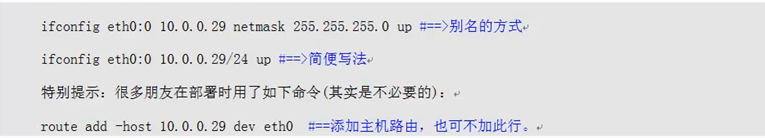 ifconfig eth0:0 10.0.0.29 netmask 255.255.255.0 up #==>别名的方式↵
ifconfig eth0:0 10.0.0.29/24 up #==>简便写法↵
特别提示：很多朋友在部署时用了如下命令(其实是不必要的)：↵
route add -host 10.0.0.29 dev eth0  #==添加主机路由，也可不加此行。↵